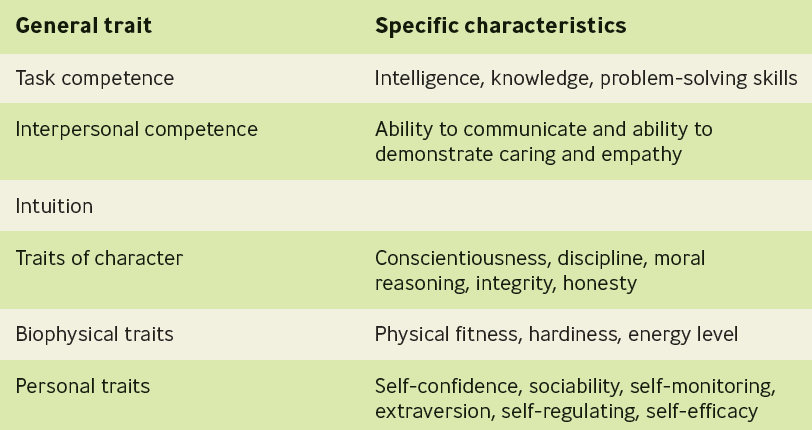 General trait
Specific characteristics
Task competence
Intelligence, knowledge, problem-solving skills
Interpersonal competence
Ability to communicate and ability to
demonstrate caring and empathy
Intuition
Traits of character
Conscientiousness, discipline, moral
reasoning, integrity, honesty
Biophysical traits
Physical fitness, hardiness, energy level
Personal traits
Self-confidence, sociability, self-monitoring,
extraversion, self-regulating, self-efficacy